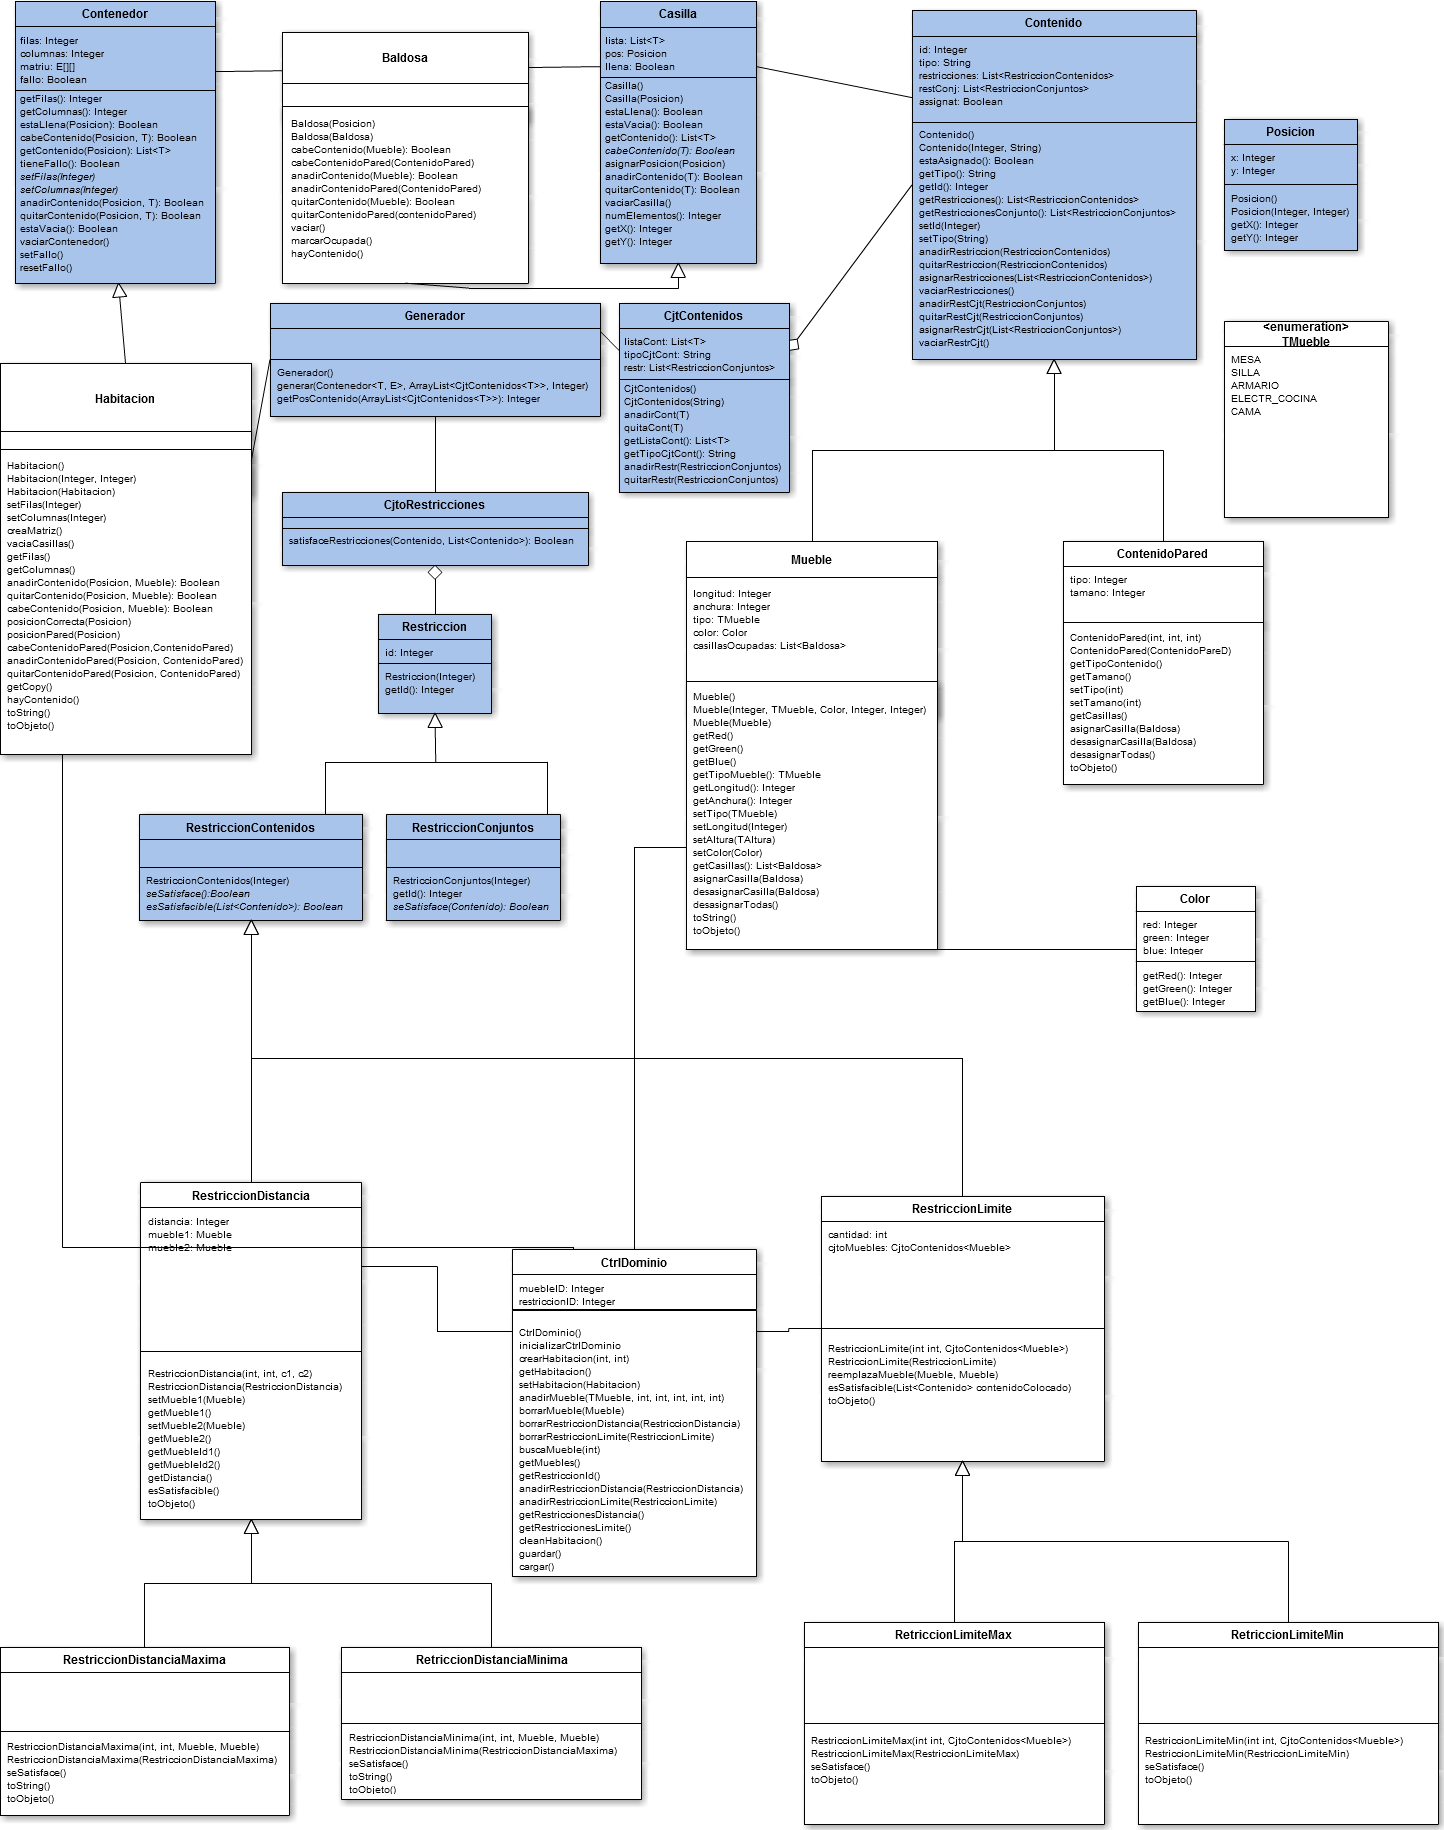 Contenedor
filas: Integer
columnas: Integer
matriu: E[][]
fallo: Boolean
getFilas(): Integer
getColumnas(): Integer
estaLlena(Posicion): Boolean
cabeContenido(Posicion, T): Boolean
getContenido(Posicion): List<T>
tieneFallo(): Boolean
setFilas(Integer)
setColumnas(Integer)
anadirContenido(Posicion, T): Boolean
quitarContenido(Posicion, T): Boolean
estaVacia(): Boolean
vaciarContenedor()
setFallo()
resetFallo()
Baldosa
Baldosa(Posicion)
Baldosa(Baldosa)
cabeContenido(Mueble): Boolean
cabeContenidoPared(ContenidoPared)
anadirContenido(Mueble): Boolean
anadirContenidoPared(ContenidoPared)
quitarContenido(Mueble): Boolean
quitarContenidoPared(contenidoPared)
vaciar()
marcarOcupada()
hayContenido()
Casilla
lista: List<T>
pos: Posicion
llena: Boolean
Casilla()
Casilla(Posicion)
estaLlena(): Boolean
estaVacia(): Boolean
getContenido(): List<T>
cabeContenido(T): Boolean
asignarPosicion(Posicion)
anadirContenido(T): Boolean
quitarContenido(T): Boolean
vaciarCasilla()
numElementos(): Integer
getX(): Integer
getY(): Integer
Contenido
id: Integer
tipo: String
restricciones: List<RestriccionContenidos>
restConj: List<RestriccionConjuntos>
assignat: Boolean
Contenido()
Contenido(Integer, String)
estaAsignado(): Boolean
getTipo(): String
getId(): Integer
getRestricciones(): List<RestriccionContenidos>
getRestriccionesConjunto(): List<RestriccionConjuntos>
setId(Integer)
setTipo(String)
anadirRestriccion(RestriccionContenidos)
quitarRestriccion(RestriccionContenidos)
asignarRestricciones(List<RestriccionContenidos>)
vaciarRestricciones()
anadirRestCjt(RestriccionConjuntos)
quitarRestCjt(RestriccionConjuntos)
asignarRestrCjt(List<RestriccionConjuntos>)
vaciarRestrCjt()
Posicion
x: Integer
y: Integer
Posicion()
Posicion(Integer, Integer)
getX(): Integer
getY(): Integer
<enumeration>
TMueble
MESA
SILLA
ARMARIO
ELECTR_COCINA
CAMA
Generador
Generador()
generar(Contenedor<T, E>, ArrayList<CjtContenidos<T>>, Integer)
getPosContenido(ArrayList<CjtContenidos<T>>): Integer
CjtContenidos
listaCont: List<T>
tipoCjtCont: String
restr: List<RestriccionConjuntos>
CjtContenidos()
CjtContenidos(String)
anadirCont(T)
quitaCont(T)
getListaCont(): List<T>
getTipoCjtCont(): String
anadirRestr(RestriccionConjuntos)
quitarRestr(RestriccionConjuntos)
Habitacion
Habitacion()
Habitacion(Integer, Integer)
Habitacion(Habitacion)
setFilas(Integer)
setColumnas(Integer)
creaMatriz()
vaciaCasillas()
getFilas()
getColumnas()
anadirContenido(Posicion, Mueble): Boolean
quitarContenido(Posicion, Mueble): Boolean
cabeContenido(Posicion, Mueble): Boolean
posicionCorrecta(Posicion)
posicionPared(Posicion)
cabeContenidoPared(Posicion,ContenidoPared)
anadirContenidoPared(Posicion, ContenidoPared)
quitarContenidoPared(Posicion, ContenidoPared)
getCopy()
hayContenido()
toString()
toObjeto()
CjtoRestricciones
satisfaceRestricciones(Contenido, List<Contenido>): Boolean
Restriccion
id: Integer
Restriccion(Integer)
getId(): Integer
Mueble
longitud: Integer
anchura: Integer
tipo: TMueble
color: Color
casillasOcupadas: List<Baldosa>
Mueble()
Mueble(Integer, TMueble, Color, Integer, Integer)
Mueble(Mueble)
getRed()
getGreen()
getBlue()
getTipoMueble(): TMueble
getLongitud(): Integer
getAnchura(): Integer
setTipo(TMueble)
setLongitud(Integer)
setAltura(TAltura)
setColor(Color)
getCasillas(): List<Baldosa>
asignarCasilla(Baldosa)
desasignarCasilla(Baldosa)
desasignarTodas()
toString()
toObjeto()
ContenidoPared
tipo: Integer
tamano: Integer
ContenidoPared(int, int, int)
ContenidoPared(ContenidoPareD)
getTipoContenido()
getTamano()
setTipo(int)
setTamano(int)
getCasillas()
asignarCasilla(Baldosa)
desasignarCasilla(Baldosa)
desasignarTodas()
toObjeto()
RestriccionContenidos
RestriccionContenidos(Integer)
seSatisface():Boolean
esSatisfacible(List<Contenido>): Boolean
RestriccionConjuntos
RestriccionConjuntos(Integer)
getId(): Integer
seSatisface(Contenido): Boolean
Color
red: Integer
green: Integer
blue: Integer
getRed(): Integer
getGreen(): Integer
getBlue(): Integer
RestriccionDistancia
distancia: Integer
mueble1: Mueble
mueble2: Mueble
RestriccionDistancia(int, int, c1, c2)
RestriccionDistancia(RestriccionDistancia)
setMueble1(Mueble)
getMueble1()
setMueble2(Mueble)
getMueble2()
getMuebleId1()
getMuebleId2()
getDistancia()
esSatisfacible()
toObjeto()
CtrlDominio
muebleID: Integer
restriccionID: Integer
CtrlDominio()
inicializarCtrlDominio
crearHabitacion(int, int)
getHabitacion()
setHabitacion(Habitacion)
anadirMueble(TMueble, int, int, int, int, int)
borrarMueble(Mueble)
borrarRestriccionDistancia(RestriccionDistancia)
borrarRestriccionLimite(RestriccionLimite)
buscaMueble(int)
getMuebles()
getRestriccionId()
anadirRestriccionDistancia(RestriccionDistancia)
anadirRestriccionLimite(RestriccionLimite)
getRestriccionesDistancia()
getRestriccionesLimite()
cleanHabitacion()
guardar()
cargar()
RestriccionLimite
cantidad: int
cjtoMuebles: CjtoContenidos<Mueble>
RestriccionLimite(int int, CjtoContenidos<Mueble>)
RestriccionLimite(RestriccionLimite)
reemplazaMueble(Mueble, Mueble)
esSatisfacible(List<Contenido> contenidoColocado)
toObjeto()
RestriccionDistanciaMaxima
RestriccionDistanciaMaxima(int, int, Mueble, Mueble)
RestriccionDistanciaMaxima(RestriccionDistanciaMaxima)
seSatisface()
toString()
toObjeto()
RetriccionDistanciaMinima
RestriccionDistanciaMinima(int, int, Mueble, Mueble)
RestriccionDistanciaMinima(RestriccionDistanciaMaxima)
seSatisface()
toString()
toObjeto()
RetriccionLimiteMax
RestriccionLimiteMax(int int, CjtoContenidos<Mueble>)
RestriccionLimiteMax(RestriccionLimiteMax)
seSatisface()
toObjeto()
RetriccionLimiteMin
RestriccionLimiteMin(int int, CjtoContenidos<Mueble>)
RestriccionLimiteMin(RestriccionLimiteMin)
seSatisface()
toObjeto()